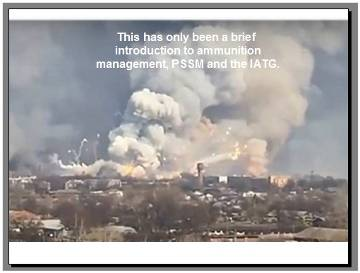 This has only been a brief
introduction to ammunition
management, PSSM and the IATG.